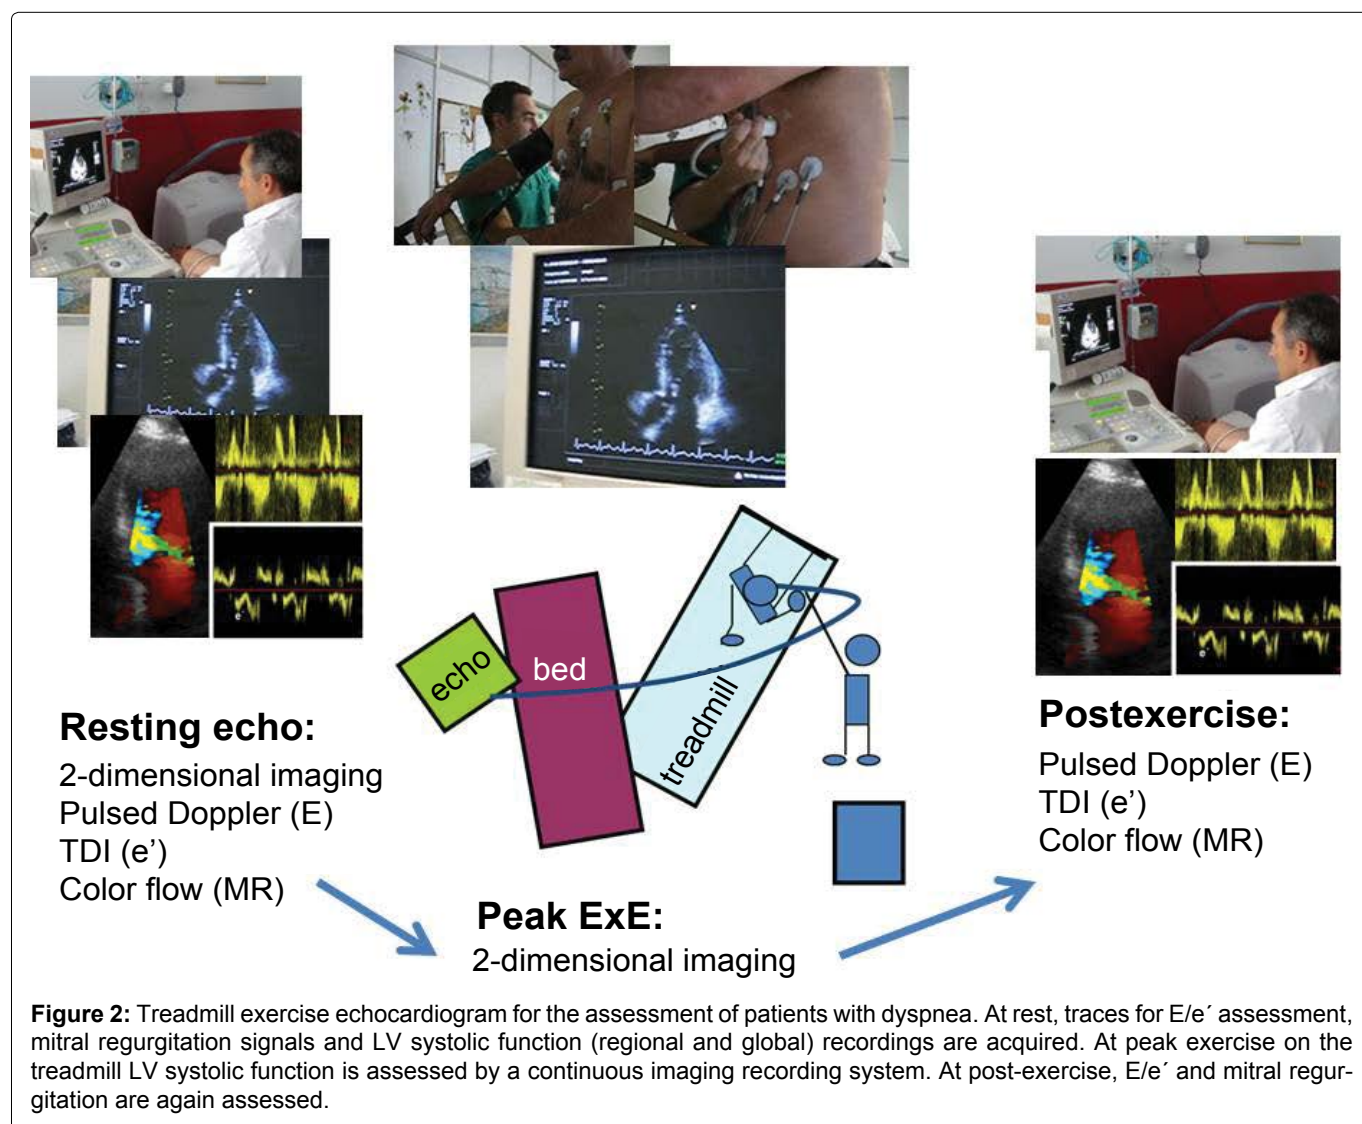 echo
bed
treadmill
Resting echo:
2-dimensional imaging
Pulsed Doppler (E)
TDI (e’)
Color flow (MR)
Peak ExE:
2-dimensional imaging
Postexercise:
Pulsed Doppler (E)
TDI (e’)
Color flow (MR)
e'
Figure 2: Treadmill exercise echocardiogram for the assessment of patients with dyspnea. At rest, traces for E/e´ assessment,
mitral regurgitation signals and LV systolic function (regional and global) recordings are acquired. At peak exercise on the
treadmill LV systolic function is assessed by a continuous imaging recording system. At post-exercise, E/e´ and mitral regur-
gitation are again assessed.